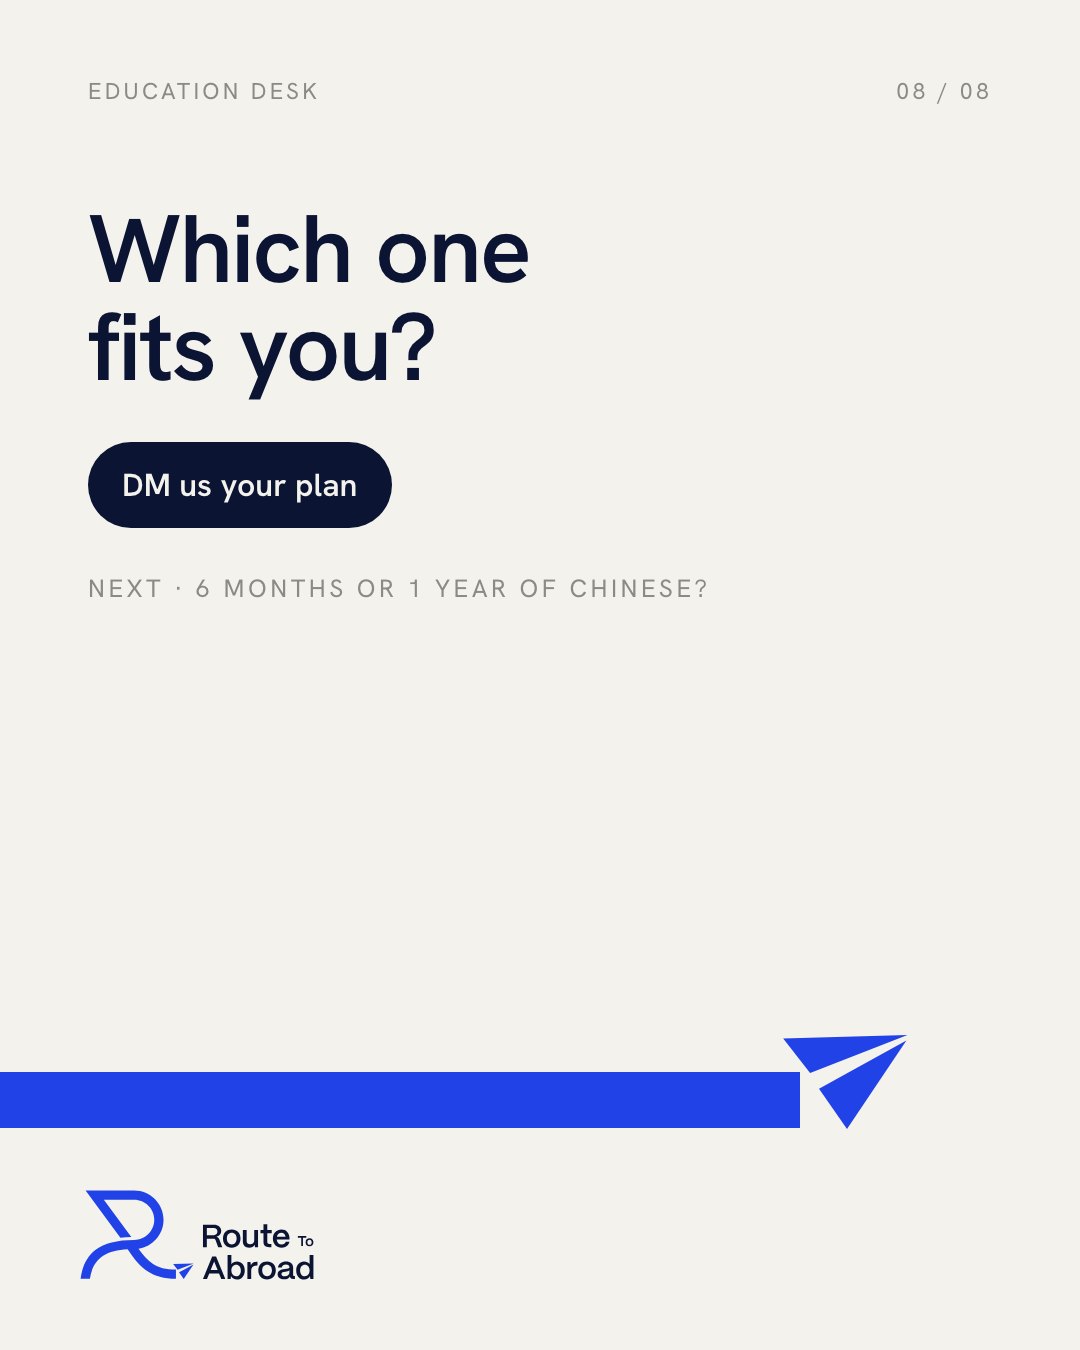 EDUCATION DESK
08 / 08
Which one
fits you?
DM us your plan
NEXT · 6 MONTHS OR 1 YEAR OF CHINESE?
Route To
Abroad